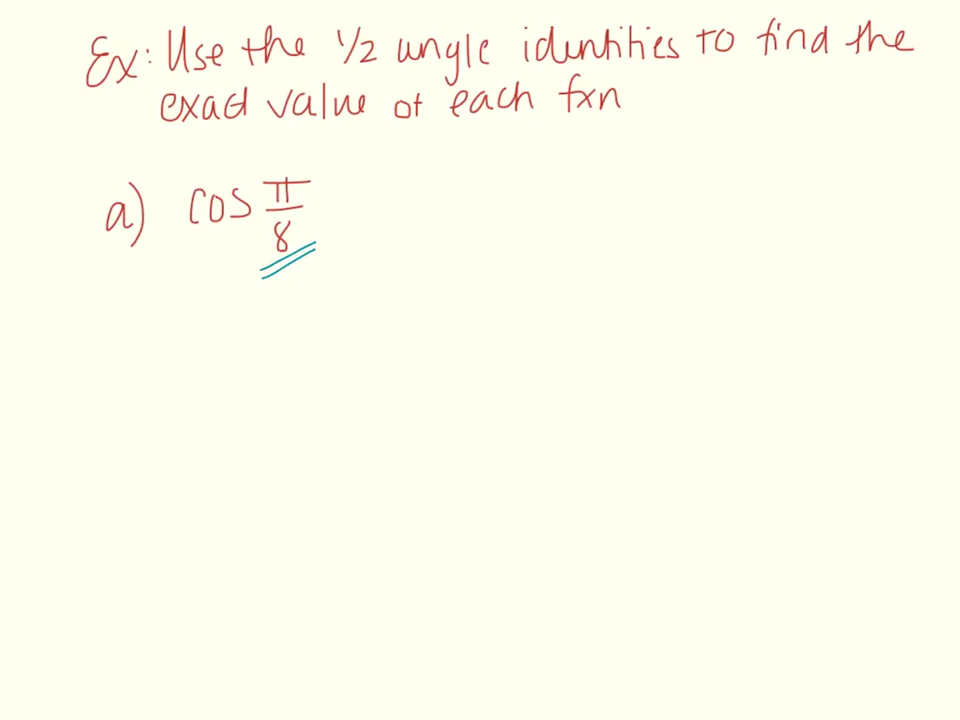 Ex: Use the 1/2 angle identities to find the
exact value of each fxn
a) cos π/8